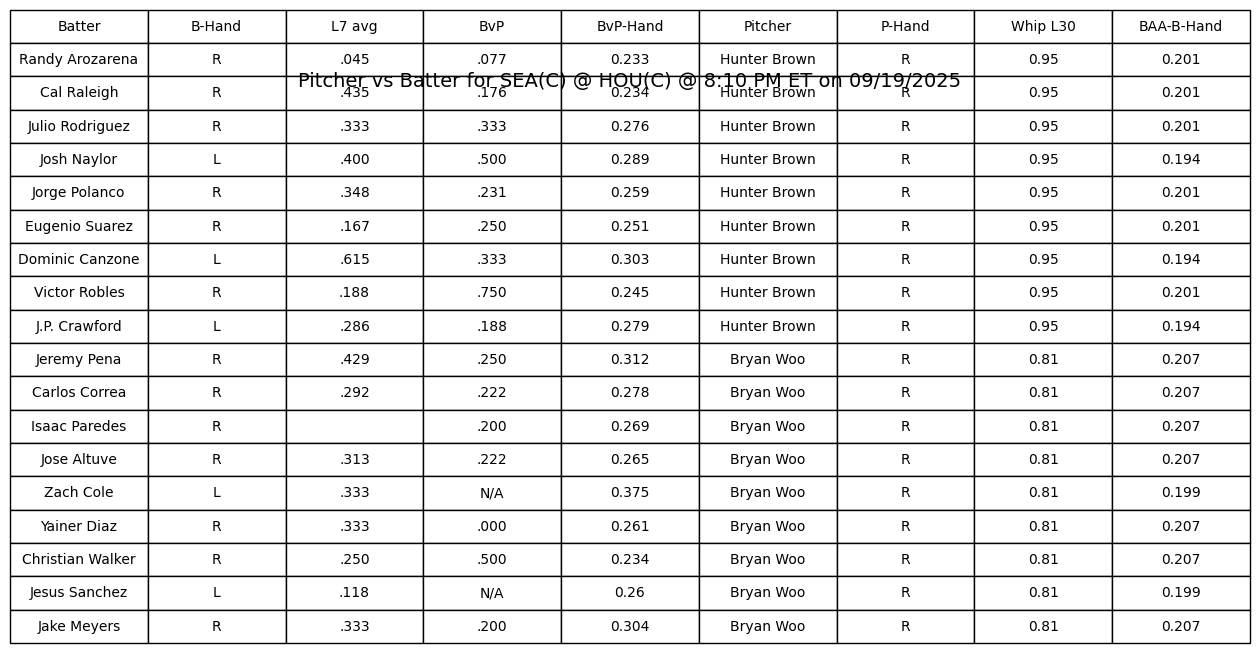 Batter B-Hand L7 avg BvP BvP-Hand Pitcher P-Hand Whip L30 BAA-B-Hand
Randy Arozarena R .045 .077 0.233 Hunter Brown R 0.95 0.201
Pitcher vs Batter for SEA(C) @ HOU(C) @ 8:10 PM ET on 09/19/2025
Cal Raleigh R .435 .176 0.234 Hunter Brown R 0.95 0.201
Julio Rodriguez R .333 .333 0.276 Hunter Brown R 0.95 0.201
Josh Naylor L .400 .500 0.289 Hunter Brown R 0.95 0.194
Jorge Polanco R .348 .231 0.259 Hunter Brown R 0.95 0.201
Eugenio Suarez R .167 .250 0.251 Hunter Brown R 0.95 0.201
Dominic Canzone L .615 .333 0.303 Hunter Brown R 0.95 0.194
Victor Robles R .188 .750 0.245 Hunter Brown R 0.95 0.201
J.P. Crawford L .286 .188 0.279 Hunter Brown R 0.95 0.194
Jeremy Pena R .429 .250 0.312 Bryan Woo R 0.81 0.207
Carlos Correa R .292 .222 0.278 Bryan Woo R 0.81 0.207
Isaac Paredes R .200 0.269 Bryan Woo R 0.81 0.207
Jose Altuve R .313 .222 0.265 Bryan Woo R 0.81 0.207
Zach Cole L .333 N/A 0.375 Bryan Woo R 0.81 0.199
Yainer Diaz R .333 .000 0.261 Bryan Woo R 0.81 0.207
Christian Walker R .250 .500 0.234 Bryan Woo R 0.81 0.207
Jesus Sanchez L .118 N/A 0.26 Bryan Woo R 0.81 0.199
Jake Meyers R .333 .200 0.304 Bryan Woo R 0.81 0.207